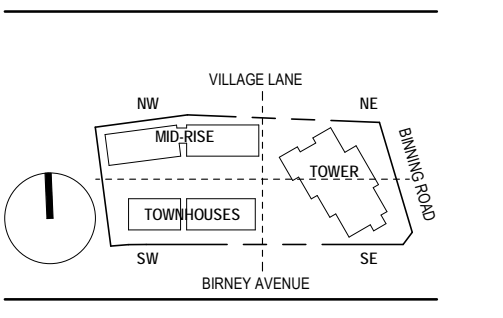 VILLAGE LANE
NW
NE
MID-RISE
BINNING ROAD
TOWER
TOWNHOUSES
SW
SE
BIRNEY AVENUE